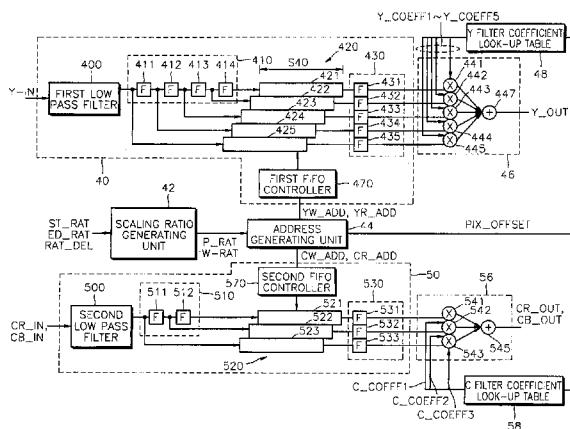 Y_COEFF1~Y_COEFF5
Y FILTER COEFFICIENT
LOOK-UP TABLE
48
400
410
S40
420
430
Y_IN
FIRST LOW
PASS FILTER
411 412 413 414
F F F F
421
422
423
424
425
431
432
433
434
435
F
F
F
F
F
441
442
443
444
445
447
X
X
X
X
X
+
Y_OUT
46
40
FIRST FIFO
CONTROLLER
470
42
YW_ADD, YR_ADD
ST_RAT
ED_RAT
RAT_DEL
SCALING RATIO
GENERATING
UNIT
P_RAT
W-RAT
ADDRESS
GENERATING UNIT
44
PIX_OFFSET
CW_ADD, CR_ADD
50
570
SECOND FIFO
CONTROLLER
500
CR_IN,
CB_IN
SECOND
LOW PASS
FILTER
511 512 510
F F
521
522
523
520
530
531
532
533
F
F
F
56
541
542
543
545
X
X
X
+
CR_OUT,
CB_OUT
C_COFFF1
C_COEFF2
C_COEFF3
C FILTER COEFFICIENT
LOOK-UP TABLE
58